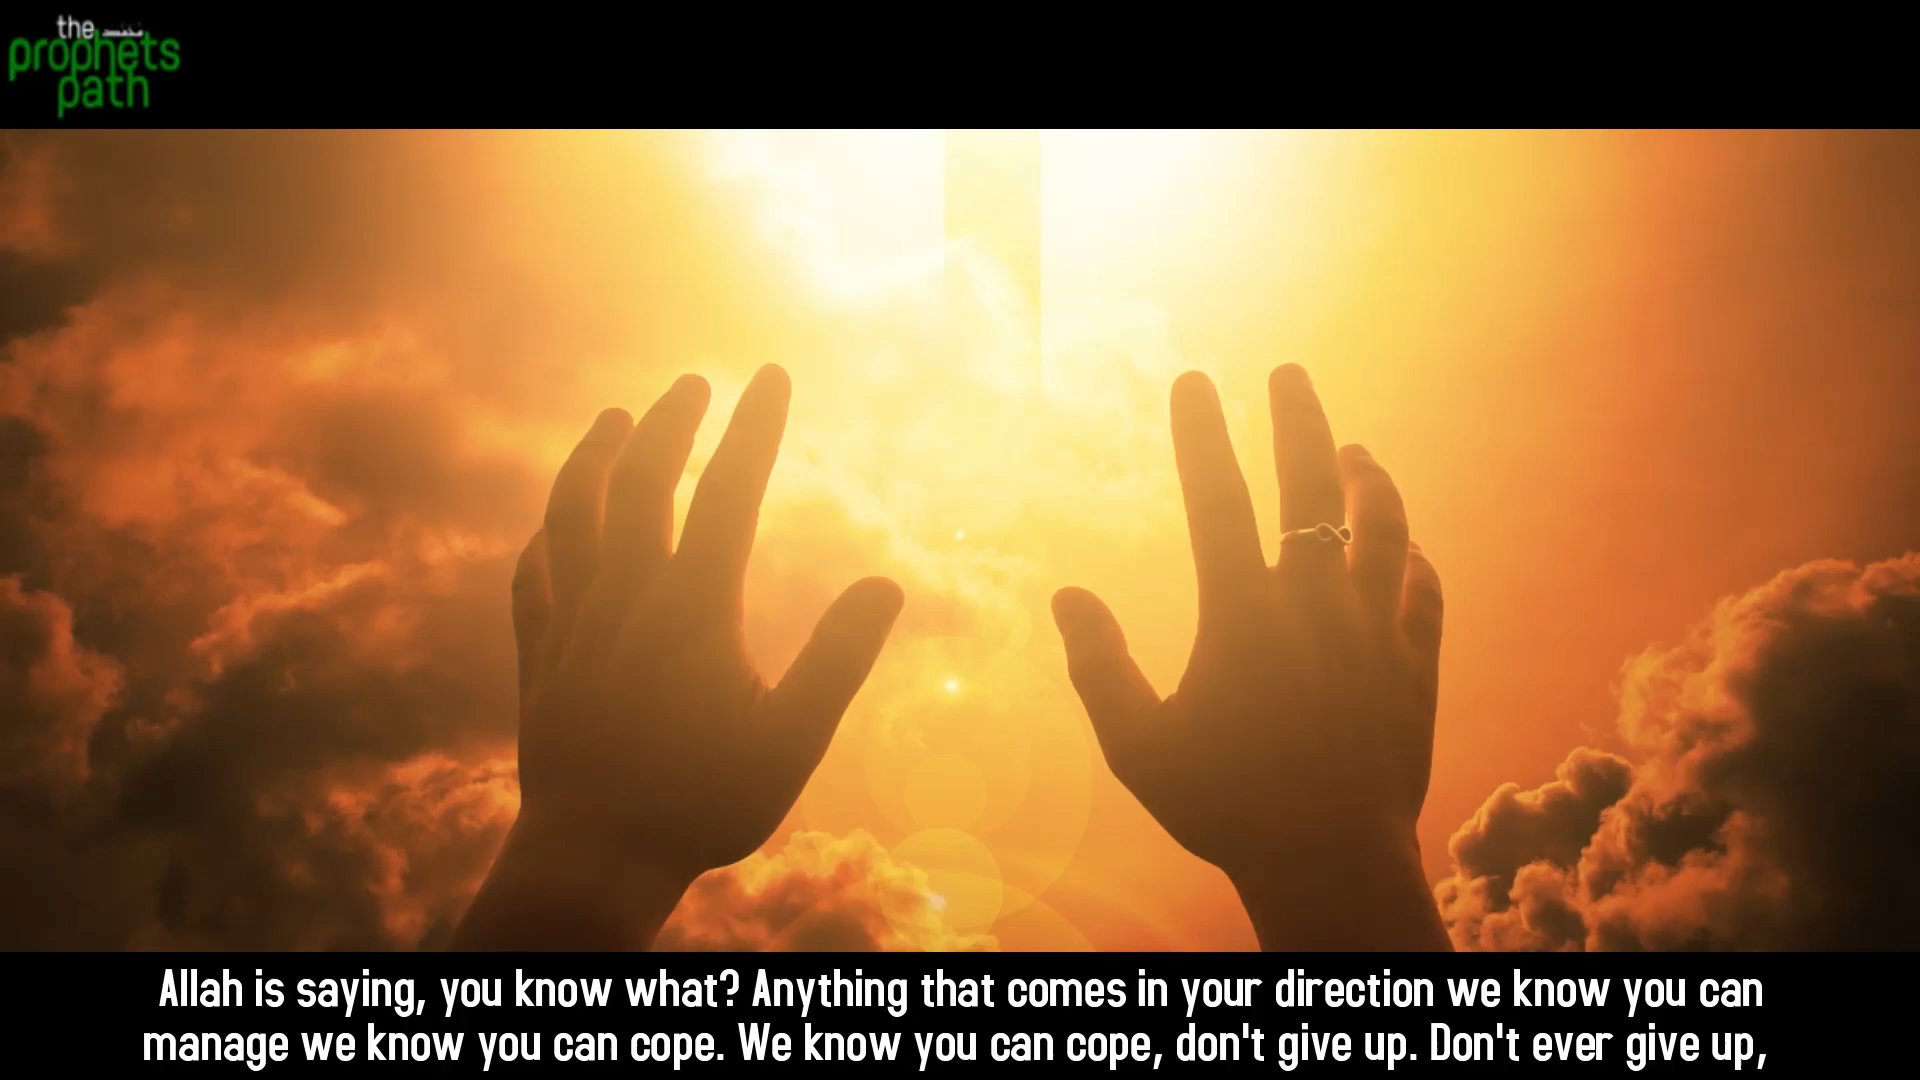 the
prophets
path
Allah is saying, you know what? Anything that comes in your direction we know you can
manage we know you can cope. We know you can cope, don't give up. Don't ever give up,